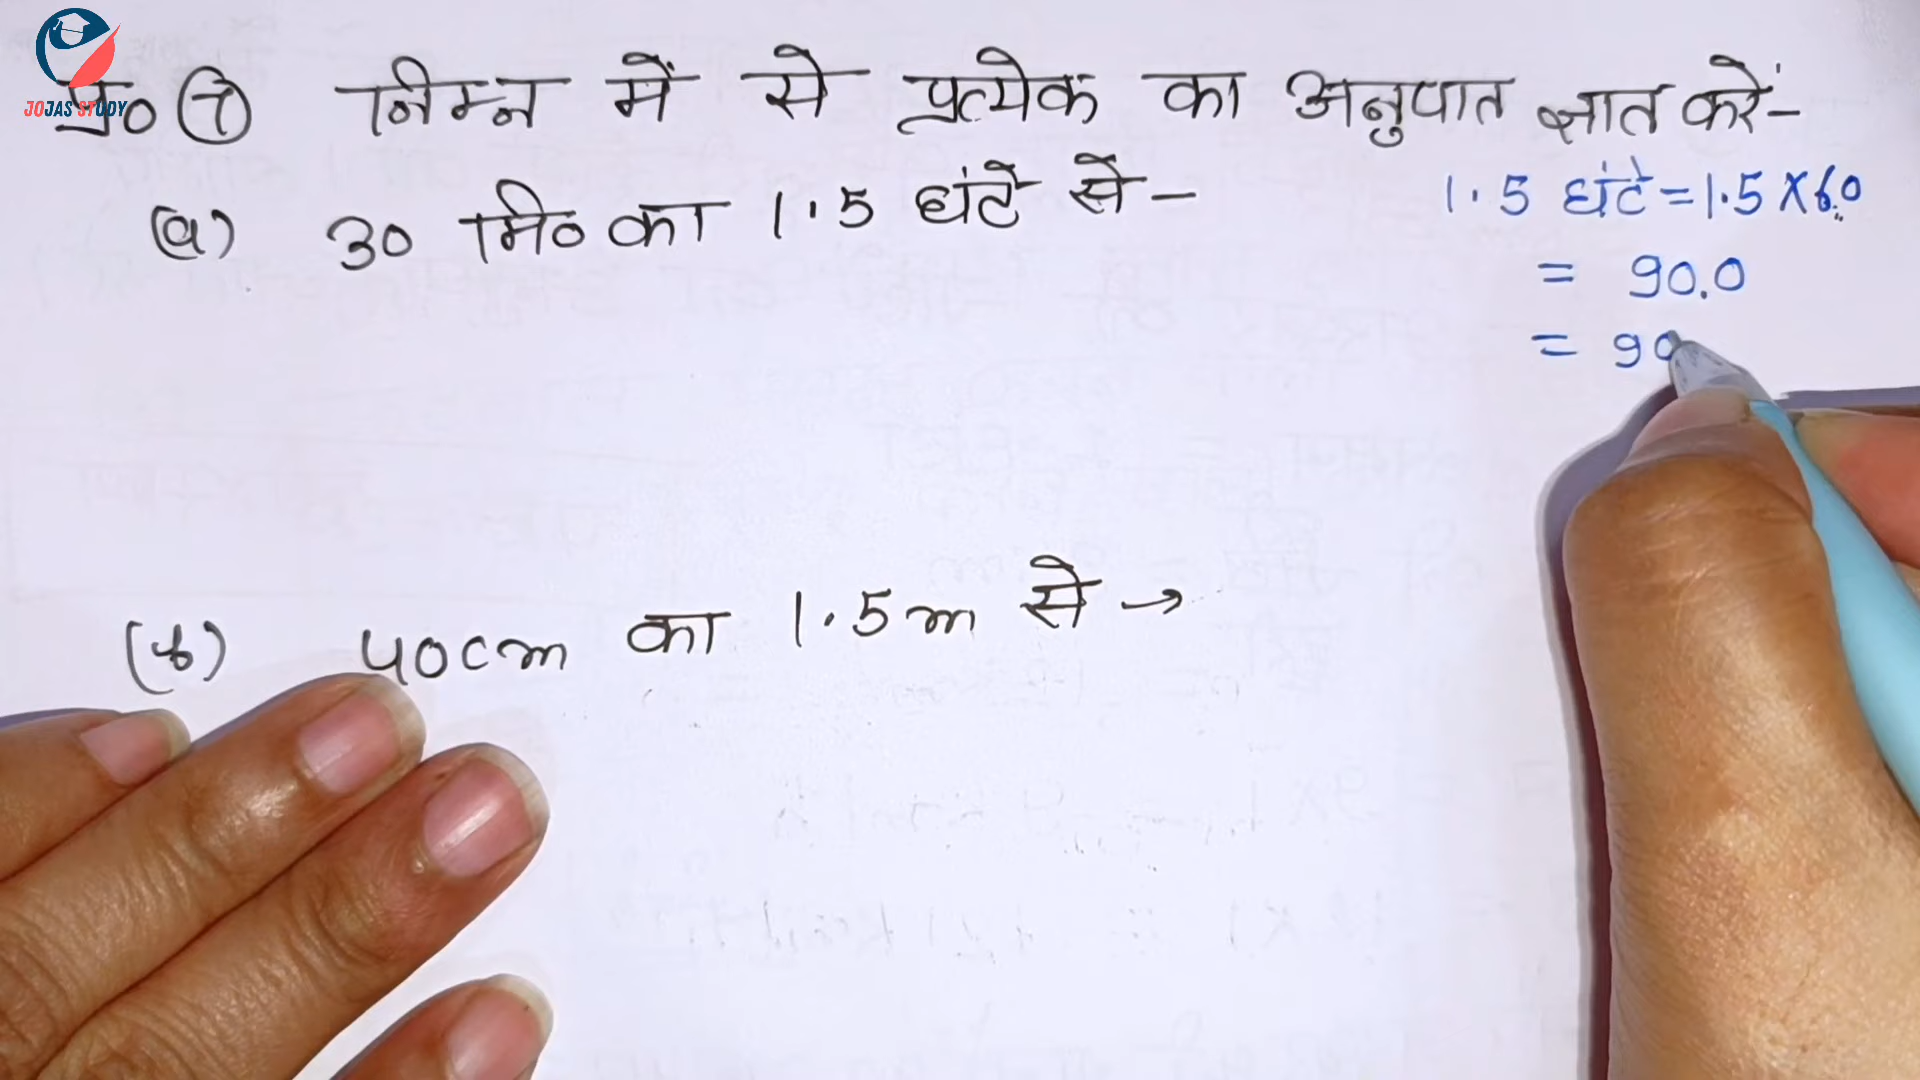 JOJAS STUDY
प्र० ⑦ निम्न में से प्रत्येक का अनुपात ज्ञात करें-
(a) 30 मि० का 1.5 घंटे से -
1.5 घंटे = 1.5 X 60
= 90.0
= 90
(b) 40cm का 1.5m से →